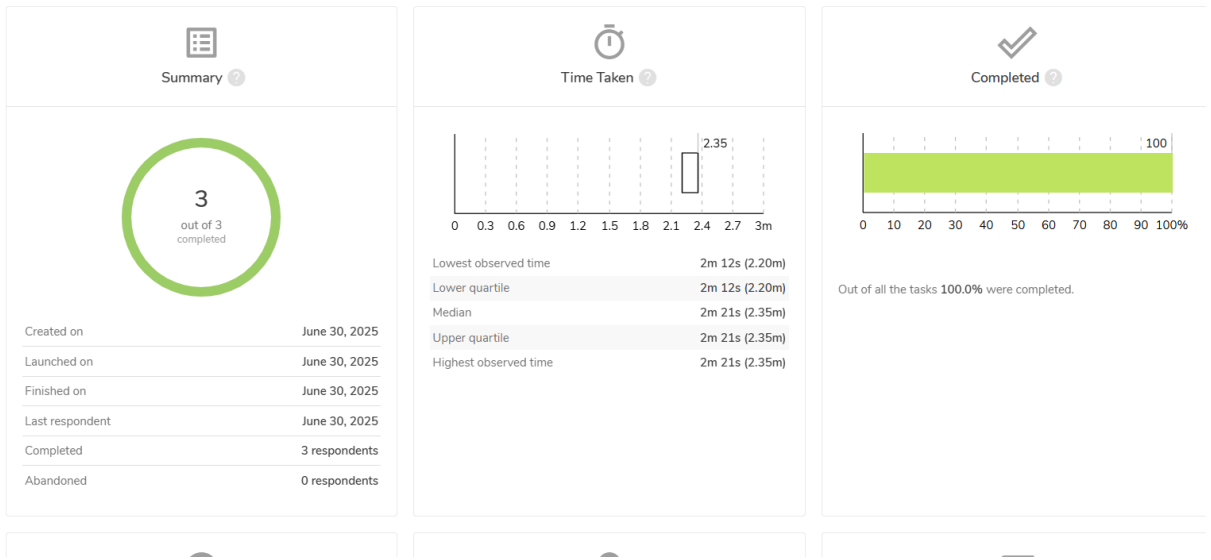 Summary ?
3
out of 3
completed
Created on June 30, 2025
Launched on June 30, 2025
Finished on June 30, 2025
Last respondent June 30, 2025
Completed 3 respondents
Abandoned 0 respondents
Time Taken ?
2.35
0 0.3 0.6 0.9 1.2 1.5 1.8 2.1 2.4 2.7 3m
Lowest observed time 2m 12s (2.20m)
Lower quartile 2m 12s (2.20m)
Median 2m 21s (2.35m)
Upper quartile 2m 21s (2.35m)
Highest observed time 2m 21s (2.35m)
Completed ?
100
0 10 20 30 40 50 60 70 80 90 100%
Out of all the tasks 100.0% were completed.